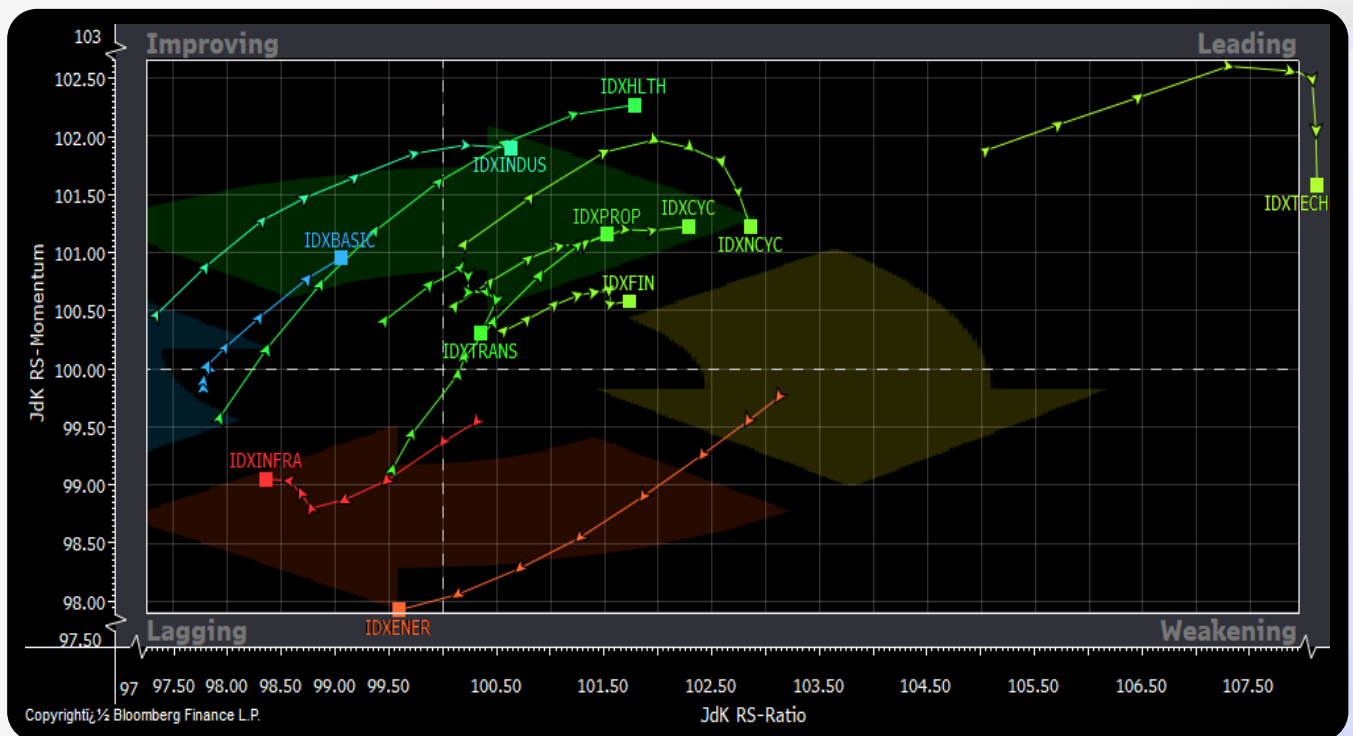 103
Improving
Leading
102.50
IDXHLTH
102.00
IDXINDUS
101.50
IDXTECH
IDXPROP
IDXCYC
IDXBASIC
IDXNCYC
101.00
IDXFIN
100.50
IDXTRANS
100.00
JdK RS-Momentum
99.50
IDXINFRA
99.00
98.50
98.00
IDXENER
97.50
Lagging
Weakening
97 97.50 98.00 98.50 99.00 99.50 100.50 101.50 102.50 103.50 104.50 105.50 106.50 107.50
JdK RS-Ratio
Copyrightï¿½ Bloomberg Finance L.P.